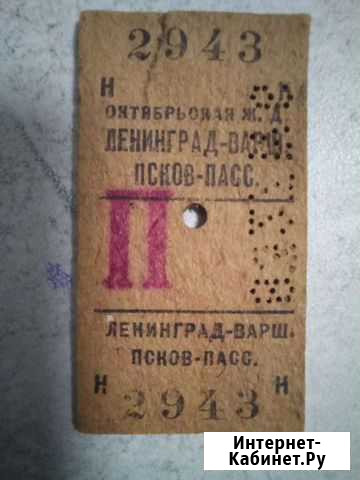 2943
Н Л
ОКТЯБРЬСКАЯ Ж. Д.
ЛЕНИНГРАД-ВАРШ.
ПСКОВ-ПАСС.
П
ЛЕНИНГРАД-ВАРШ.
ПСКОВ-ПАСС.
Н Н
2943
Интернет-
Кабинет.Ру